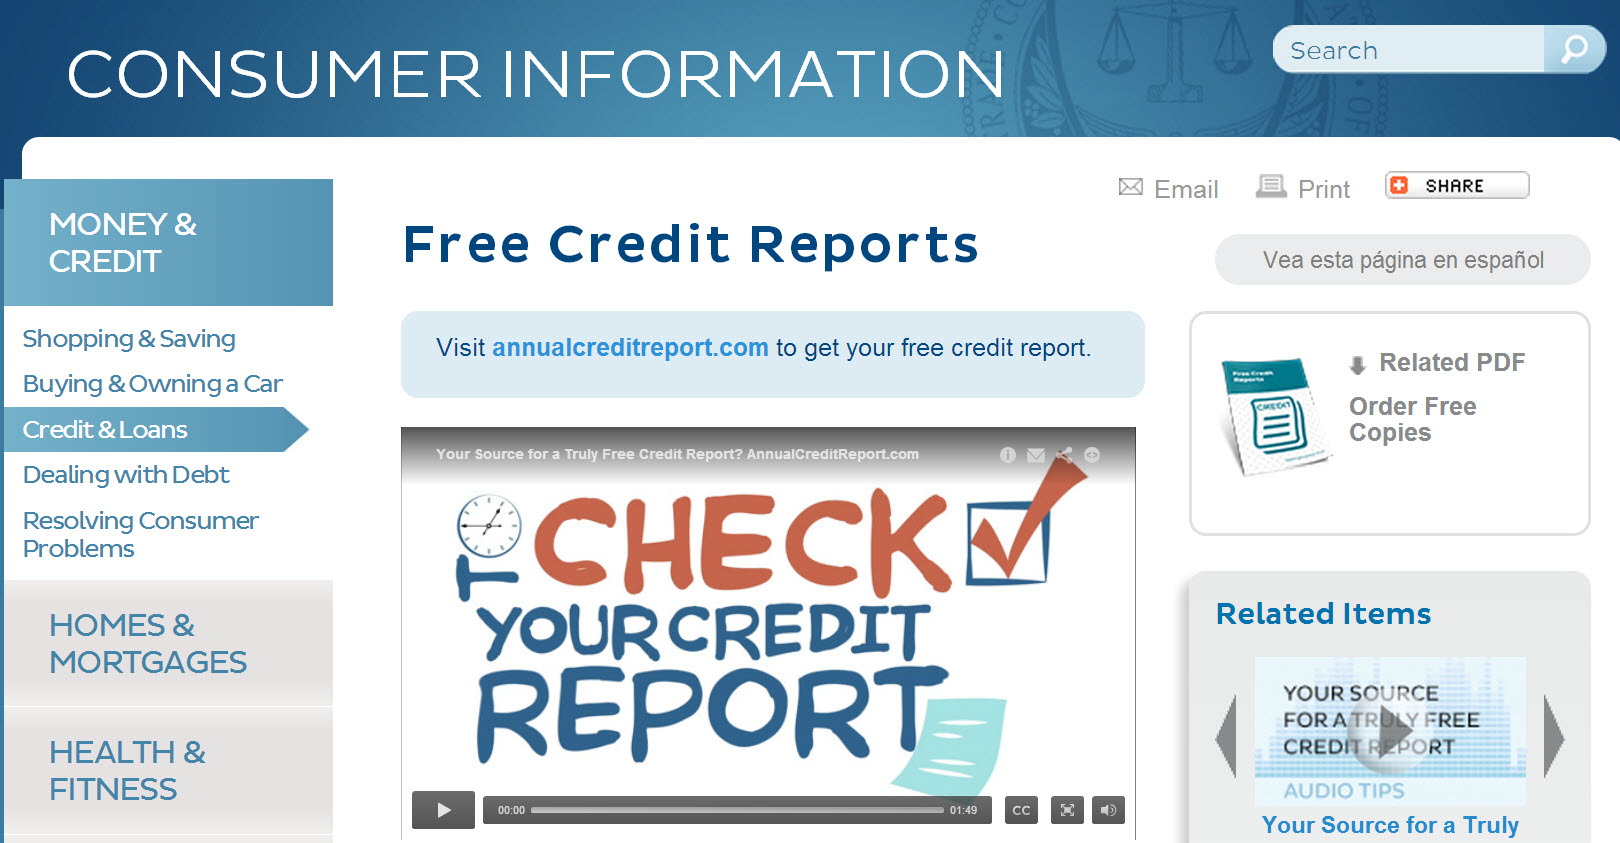 CONSUMER INFORMATION
Search
Email
Print
SHARE
MONEY &
CREDIT
Shopping & Saving
Buying & Owning a Car
Credit & Loans
Dealing with Debt
Resolving Consumer
Problems
HOMES &
MORTGAGES
HEALTH &
FITNESS
Free Credit Reports
Visit annualcreditreport.com to get your free credit report.
Your Source for a Truly Free Credit Report? AnnualCreditReport.com
TO CHECK
YOUR CREDIT
REPORT
00:00
01:49
CC
Vea esta página en español
Free Credit
Reports
CREDIT
Related PDF
Order Free
Copies
Related Items
YOUR SOURCE
FOR A TRULY FREE
CREDIT REPORT
AUDIO TIPS
Your Source for a Truly